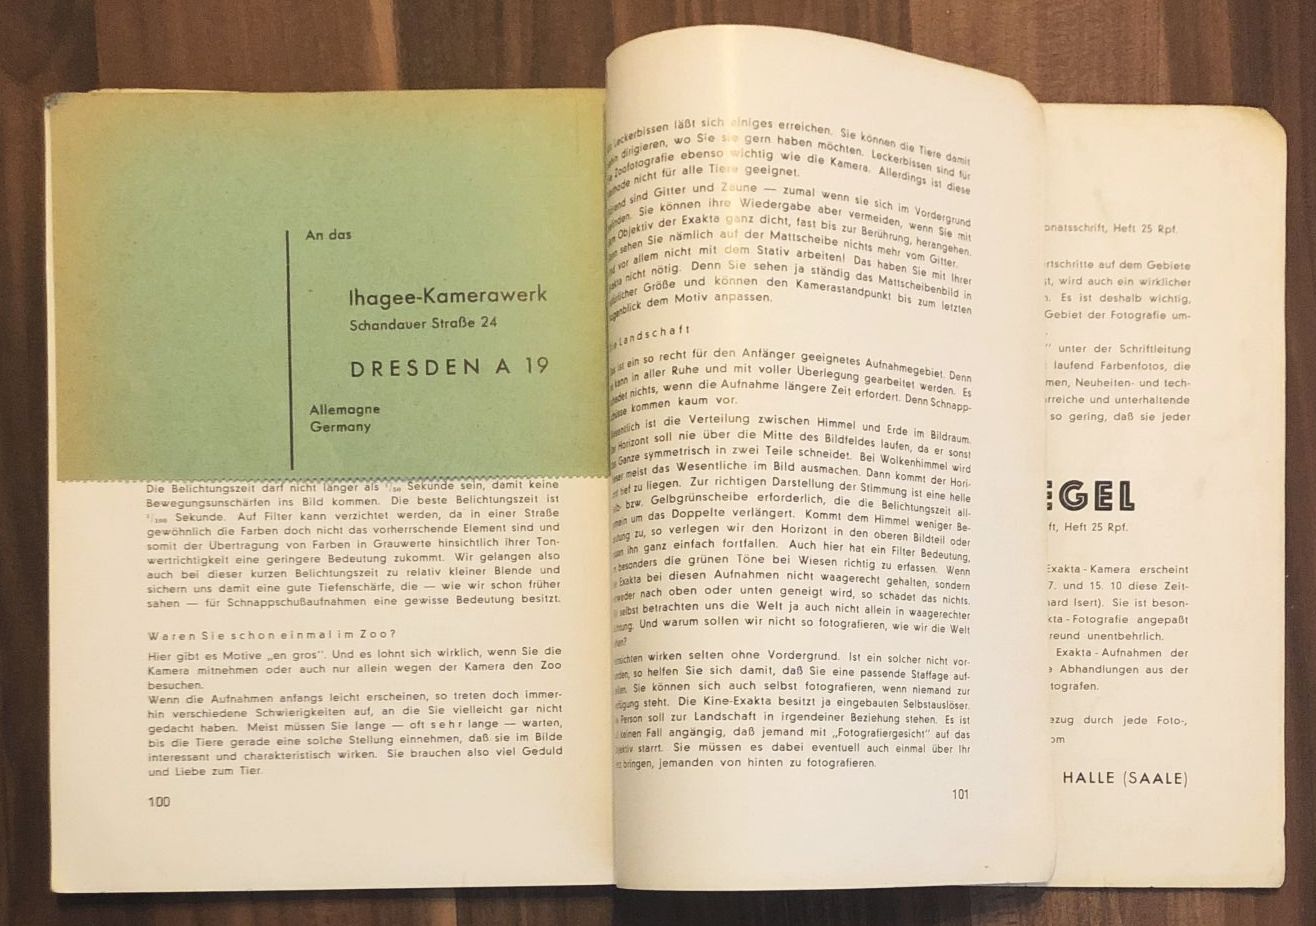 An das
Ihagee-Kamerawerk
Schandauer Straße 24
DRESDEN A 19
Allemagne
Germany
Die Belichtungszeit darf nicht länger als 1/50 Sekunde sein, damit keine
Bewegungsunschärfen ins Bild kommen. Die beste Belichtungszeit ist
1/100 Sekunde. Auf Filter kann verzichtet werden, da in einer Straße
gewöhnlich die Farben doch nicht das vorherrschende Element sind und
somit der Übertragung von Farben in Grauwerte hinsichtlich ihrer Ton-
wertrichtigkeit eine geringere Bedeutung zukommt. Wir gelangen also
auch bei dieser kurzen Belichtungszeit zu relativ kleiner Blende und
sichern uns damit eine gute Tiefenschärfe, die — wie wir schon früher
sahen — für Schnappschußaufnahmen eine gewisse Bedeutung besitzt.
Waren Sie schon einmal im Zoo?
Hier gibt es Motive „en gros". Und es lohnt sich wirklich, wenn Sie die
Kamera mitnehmen oder auch nur allein wegen der Kamera den Zoo
besuchen.
Wenn die Aufnahmen anfangs leicht erscheinen, so treten doch immer-
hin verschiedene Schwierigkeiten auf, an die Sie vielleicht gar nicht
gedacht haben. Meist müssen Sie lange — oft sehr lange — warten,
bis die Tiere gerade eine solche Stellung einnehmen, daß sie im Bilde
interessant und charakteristisch wirken. Sie brauchen also viel Geduld
und Liebe zum Tier.
100
Leckerbissen läßt sich einiges erreichen. Sie können die Tiere damit
dirigieren, wo Sie sie gern haben möchten. Leckerbissen sind für
Zoofotografie ebenso wichtig wie die Kamera. Allerdings ist diese
nicht für alle Tiere geeignet.
sind Gitter und Zäune — zumal wenn sie sich im Vordergrund
Sie können ihre Wiedergabe aber vermeiden, wenn Sie mit
Objektiv der Exakta ganz dicht, fast bis zur Berührung, herangehen.
sehen Sie nämlich auf der Mattscheibe nichts mehr vom Gitter.
vor allem nicht mit dem Stativ arbeiten! Das haben Sie mit Ihrer
nicht nötig. Denn Sie sehen ja ständig das Mattscheibenbild in
Größe und können den Kamerastandpunkt bis zum letzten
dem Motiv anpassen.
Landschaft
ist ein so recht für den Anfänger geeignetes Aufnahmegebiet. Denn
kann in aller Ruhe und mit voller Überlegung gearbeitet werden. Es
nichts, wenn die Aufnahme längere Zeit erfordert. Denn Schnapp-
kommen kaum vor.
ist die Verteilung zwischen Himmel und Erde im Bildraum.
Horizont soll nie über die Mitte des Bildfeldes laufen, da er sonst
Ganze symmetrisch in zwei Teile schneidet. Bei Wolkenhimmel wird
meist das Wesentliche im Bild ausmachen. Dann kommt der Hori-
tief zu liegen. Zur richtigen Darstellung der Stimmung ist eine helle
bzw. Gelbgrünscheibe erforderlich, die die Belichtungszeit all-
um das Doppelte verlängert. Kommt dem Himmel weniger Be-
zu, so verlegen wir den Horizont in den oberen Bildteil oder
ihn ganz einfach fortfallen. Auch hier hat ein Filter Bedeutung,
besonders die grünen Töne bei Wiesen richtig zu erfassen. Wenn
Exakta bei diesen Aufnahmen nicht waagerecht gehalten, sondern
nach oben oder unten geneigt wird, so schadet das nichts.
selbst betrachten uns die Welt ja auch nicht allein in waagerechter
Und warum sollen wir nicht so fotografieren, wie wir die Welt
wirken selten ohne Vordergrund. Ist ein solcher nicht vor-
so helfen Sie sich damit, daß Sie eine passende Staffage auf-
Sie können sich auch selbst fotografieren, wenn niemand zur
steht. Die Kine-Exakta besitzt ja eingebauten Selbstauslöser.
Person soll zur Landschaft in irgendeiner Beziehung stehen. Es ist
keinen Fall angängig, daß jemand mit „Fotografiergesicht" auf das
starrt. Sie müssen es dabei eventuell auch einmal über Ihr
bringen, jemanden von hinten zu fotografieren.
101
onatsschrift, Heft 25 Rpf.
rtschritte auf dem Gebiete
t, wird auch ein wirklicher
Es ist deshalb wichtig,
Gebiet der Fotografie um-
" unter der Schriftleitung
laufend Farbenfotos, die
men, Neuheiten- und tech-
rreiche und unterhaltende
so gering, daß sie jeder
EGEL
ft, Heft 25 Rpf.
Exakta-Kamera erscheint
7. und 15. 10 diese Zeit-
hard Isert). Sie ist beson-
kta-Fotografie angepaßt
reund unentbehrlich.
Exakta-Aufnahmen der
Abhandlungen aus der
tografen.
ezug durch jede Foto-,
om
HALLE (SAALE)